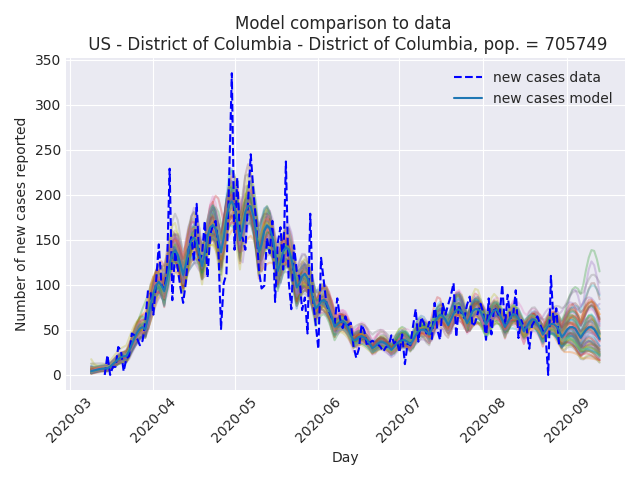 Model comparison to data
US - District of Columbia - District of Columbia, pop. = 705749
350
300
250
200
150
100
50
0
Number of new cases reported
new cases data
new cases model
2020-03
2020-04
2020-05
2020-06
2020-07
2020-08
2020-09
Day